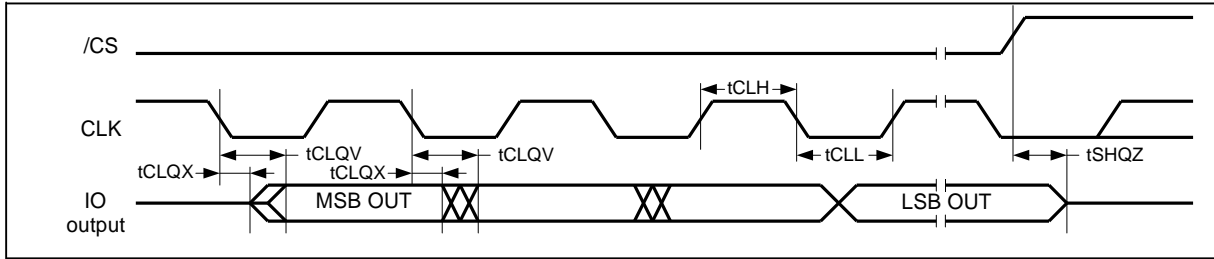 /CS
tCLH
CLK
tCLQV
tCLQV
tCLL
tSHQZ
tCLQX
tCLQX
IO
output
MSB OUT
LSB OUT